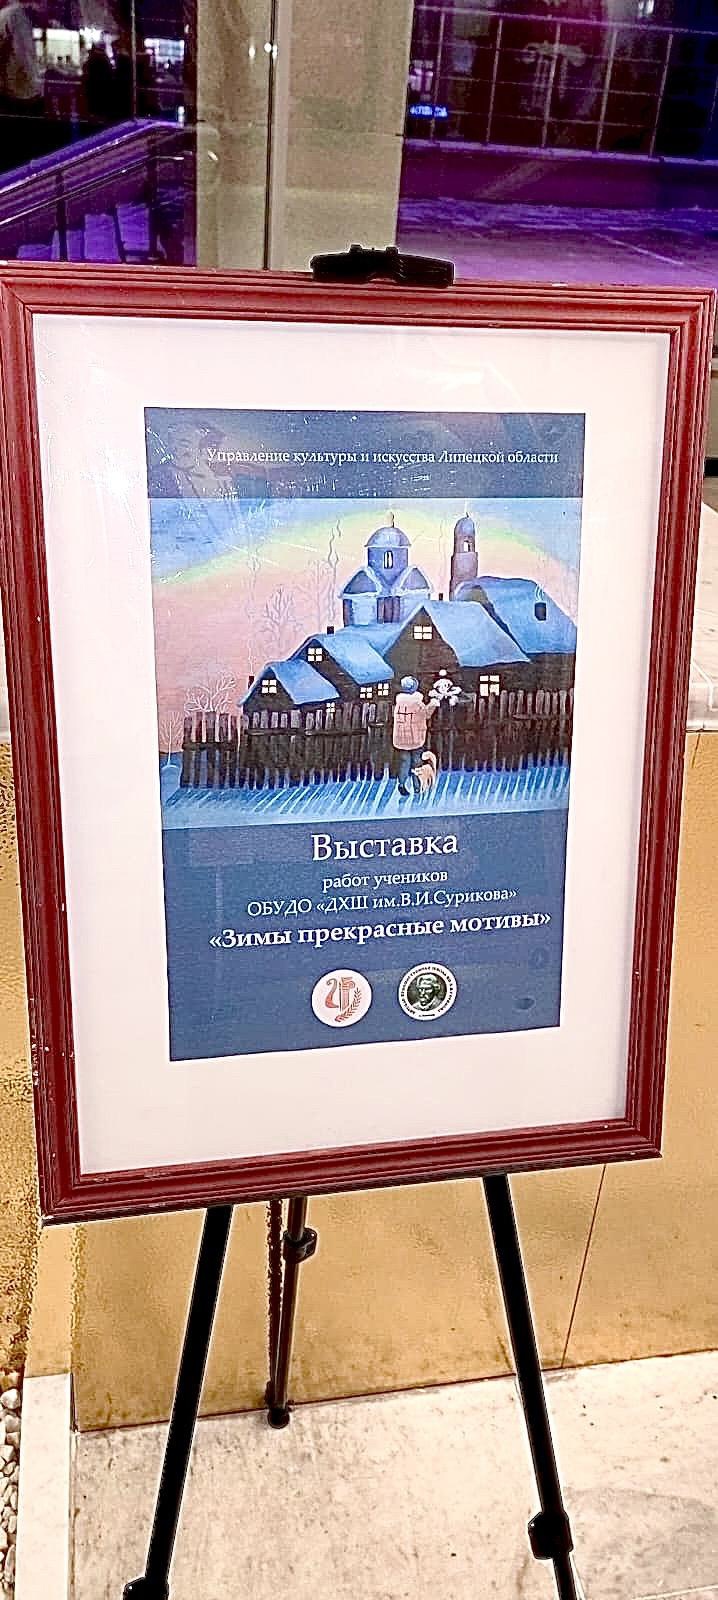 Управление культуры и искусства Липецкой области
Выставка
работ учеников
ОБУДО «ДХШ им.В.И.Сурикова»
«Зимы прекрасные мотивы»